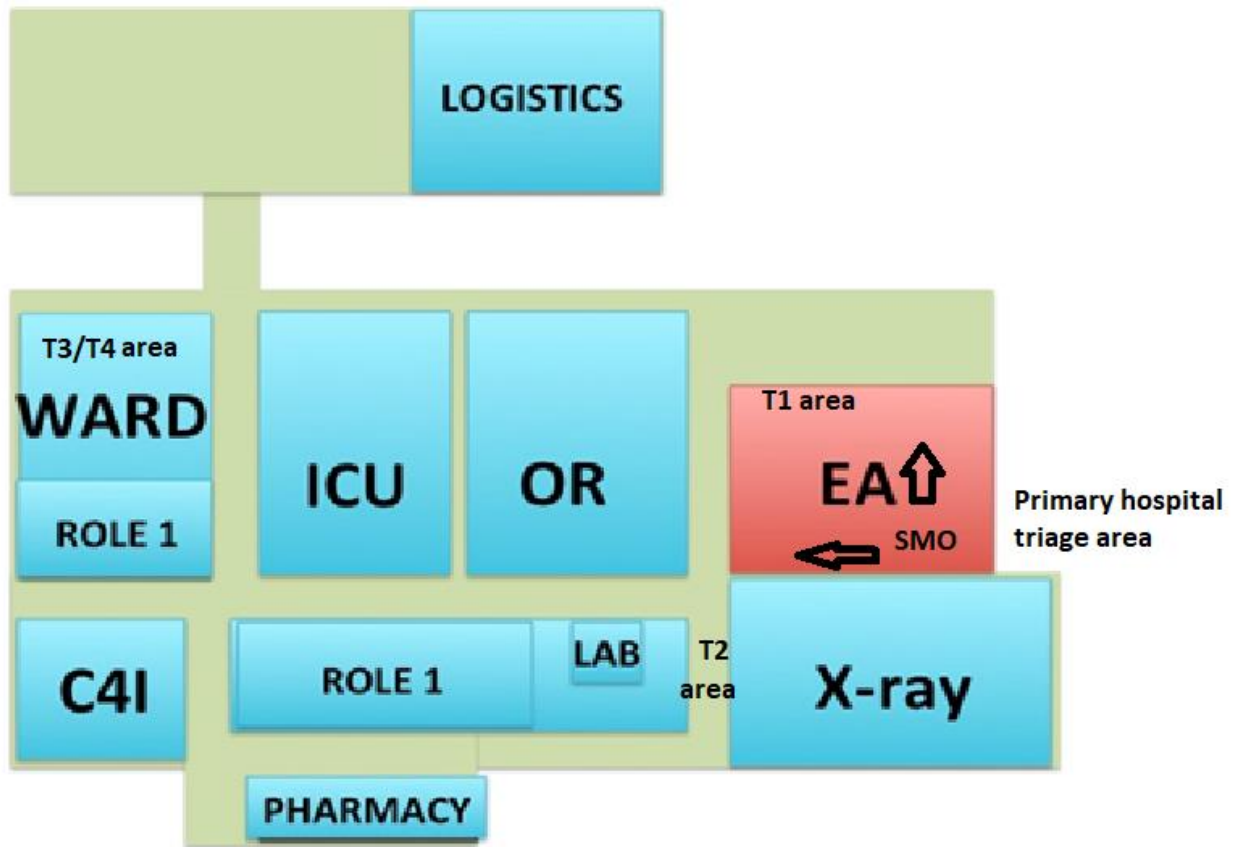 LOGISTICS
T3/T4 area
WARD
ROLE 1
ICU
OR
T1 area
EA
SMO
Primary hospital
triage area
C4I
ROLE 1
LAB
T2
area
X-ray
PHARMACY